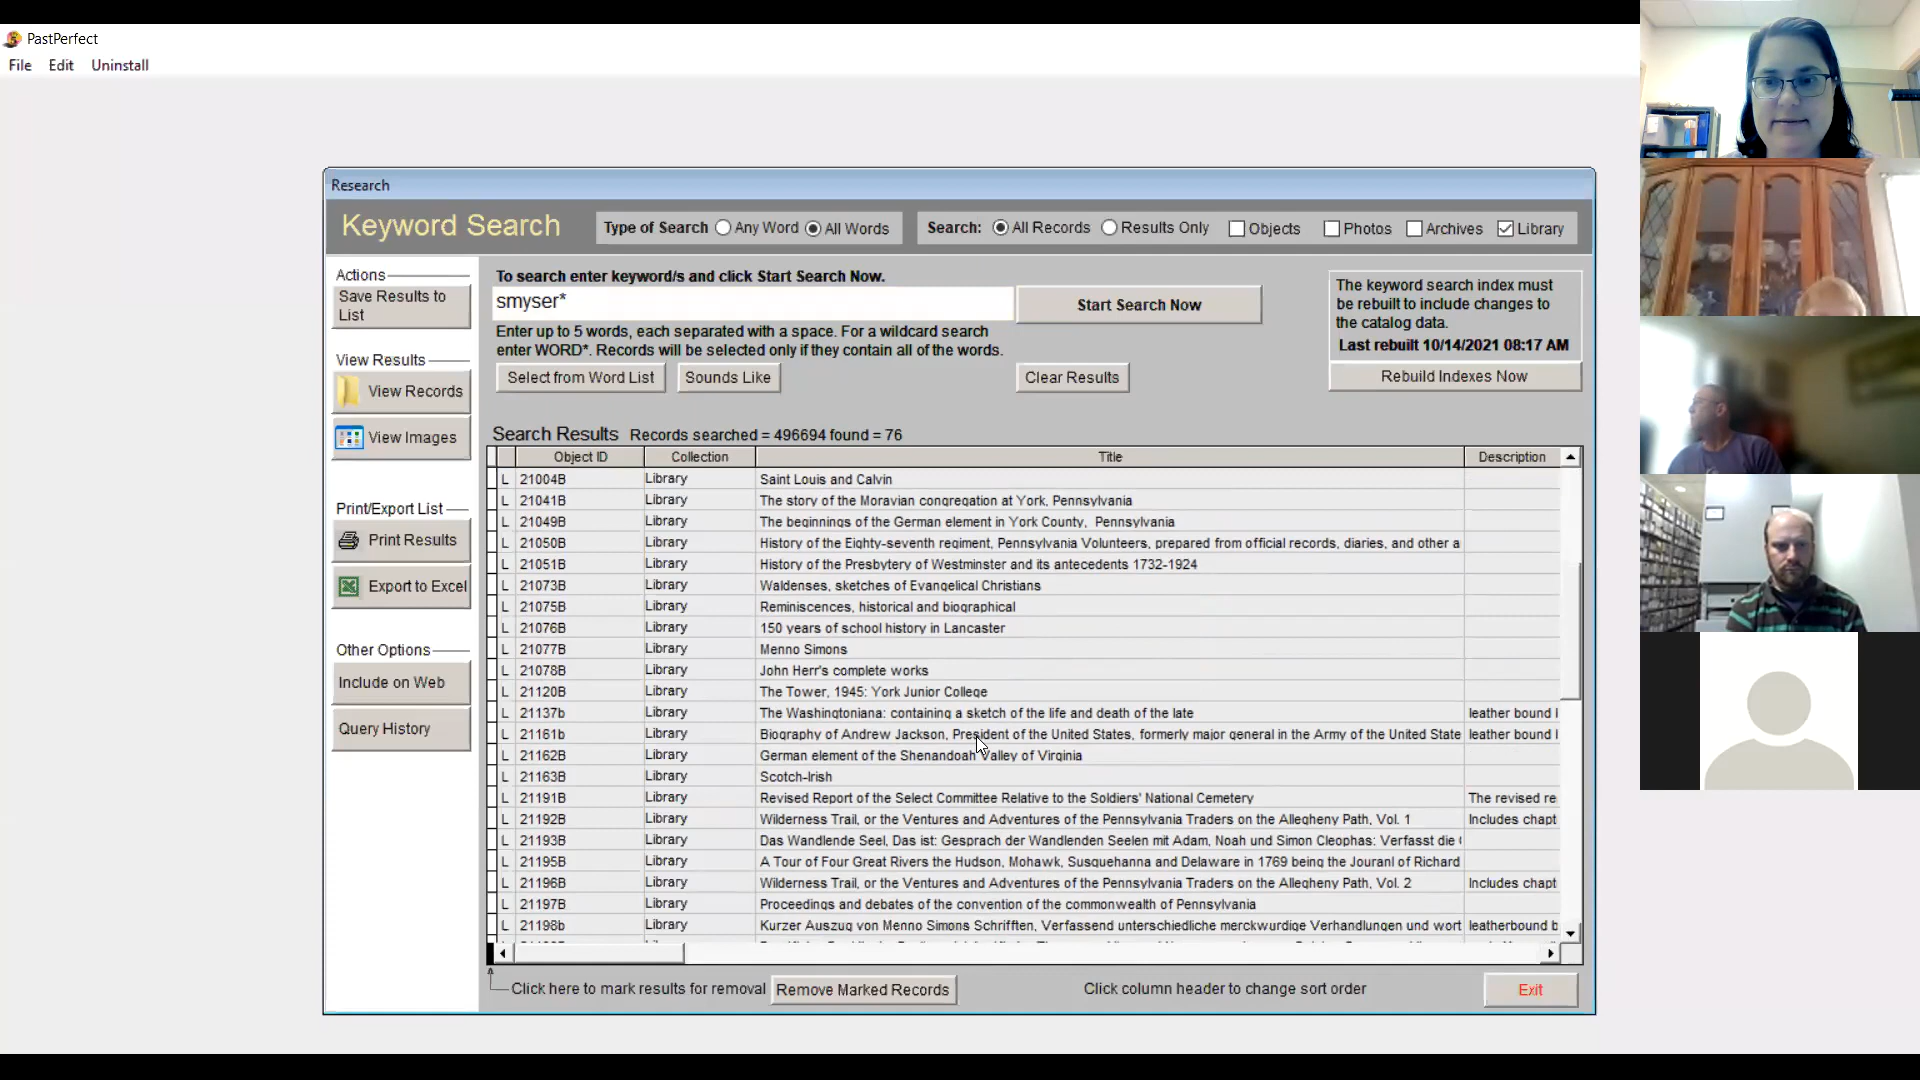 PastPerfect
File Edit Uninstall
Research
Keyword Search
Type of Search Any Word All Words
Search: All Records Results Only Objects Photos Archives Library
Actions
Save Results to
List
View Results
View Records
View Images
Print/Export List
Print Results
Export to Excel
Other Options
Include on Web
Query History
To search enter keyword/s and click Start Search Now.
smyser*
Start Search Now
Enter up to 5 words, each separated with a space. For a wildcard search
enter WORD*. Records will be selected only if they contain all of the words.
Select from Word List Sounds Like Clear Results
The keyword search index must
be rebuilt to include changes to
the catalog data.
Last rebuilt 10/14/2021 08:17 AM
Rebuild Indexes Now
Search Results Records searched = 496694 found = 76
Object ID Collection Title Description
L 21004B Library Saint Louis and Calvin
L 21041B Library The story of the Moravian congregation at York, Pennsylvania
L 21049B Library The beginnings of the German element in York County, Pennsylvania
L 21050B Library History of the Eighty-seventh regiment, Pennsylvania Volunteers, prepared from official records, diaries, and other a
L 21051B Library History of the Presbytery of Westminster and its antecedents 1732-1924
L 21073B Library Waldenses, sketches of Evangelical Christians
L 21075B Library Reminiscences, historical and biographical
L 21076B Library 150 years of school history in Lancaster
L 21077B Library Menno Simons
L 21078B Library John Herr's complete works
L 21120B Library The Tower, 1945: York Junior College
L 21137b Library The Washingtoniana: containing a sketch of the life and death of the late leather bound
L 21161b Library Biography of Andrew Jackson, President of the United States, formerly major general in the Army of the United State leather bound
L 21162B Library German element of the Shenandoah Valley of Virginia
L 21163B Library Scotch-Irish
L 21191B Library Revised Report of the Select Committee Relative to the Soldiers' National Cemetery The revised re
L 21192B Library Wilderness Trail, or the Ventures and Adventures of the Pennsylvania Traders on the Allegheny Path, Vol. 1 Includes chapt
L 21193B Library Das Wandlende Seel, Das ist: Gesprach der Wandlenden Seelen mit Adam, Noah und Simon Cleophas: Verfasst die
L 21195B Library A Tour of Four Great Rivers the Hudson, Mohawk, Susquehanna and Delaware in 1769 being the Jouranl of Richard
L 21196B Library Wilderness Trail, or the Ventures and Adventures of the Pennsylvania Traders on the Allegheny Path, Vol. 2 Includes chapt
L 21197B Library Proceedings and debates of the convention of the commonwealth of Pennsylvania
L 21198b Library Kurzer Auszug von Menno Simons Schrifften, Verfassend unterschiedliche merckwurdige Verhandlungen und wort leatherbound b
Click here to mark results for removal Remove Marked Records Click column header to change sort order Exit